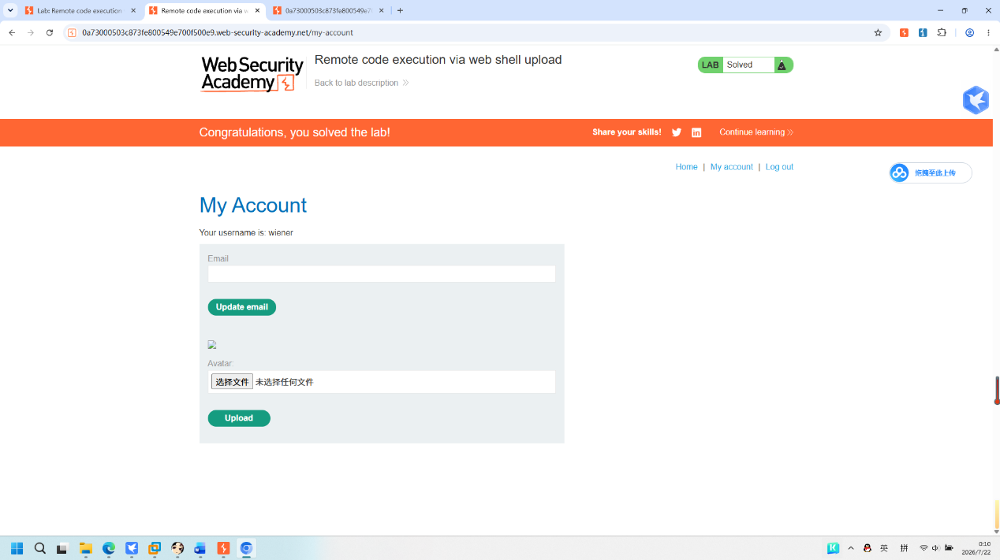 Lab: Remote code execution
Remote code execution via w
0a73000503c873fe800549e7
0a73000503c873fe800549e700f500e9.web-security-academy.net/my-account
WebSecurity
Academy
Remote code execution via web shell upload
Back to lab description
LAB Solved
Congratulations, you solved the lab!
Share your skills!
Continue learning
Home | My account | Log out
拖拽至此上传
My Account
Your username is: wiener
Email
Update email
Avatar:
选择文件 未选择任何文件
Upload
英 拼
0:10
2026/7/22